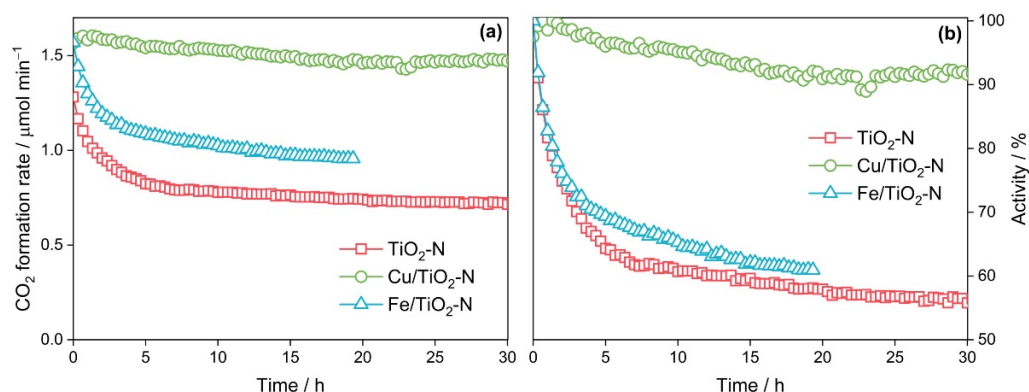 (a)
CO₂ formation rate / μmol min⁻¹
1.5
1.0
0.5
0.0
TiO₂-N
Cu/TiO₂-N
Fe/TiO₂-N
0 5 10 15 20 25 30
Time / h
(b)
100
90
80
70
60
50
Activity / %
TiO₂-N
Cu/TiO₂-N
Fe/TiO₂-N
0 5 10 15 20 25 30
Time / h